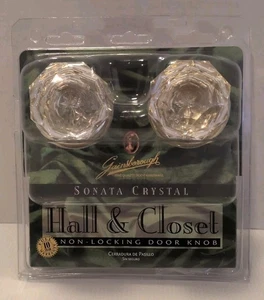 Gainsborough
SONATA CRYSTAL
Hall & Closet
NON-LOCKING DOOR KNOB
CERRADURA DE PASILLO